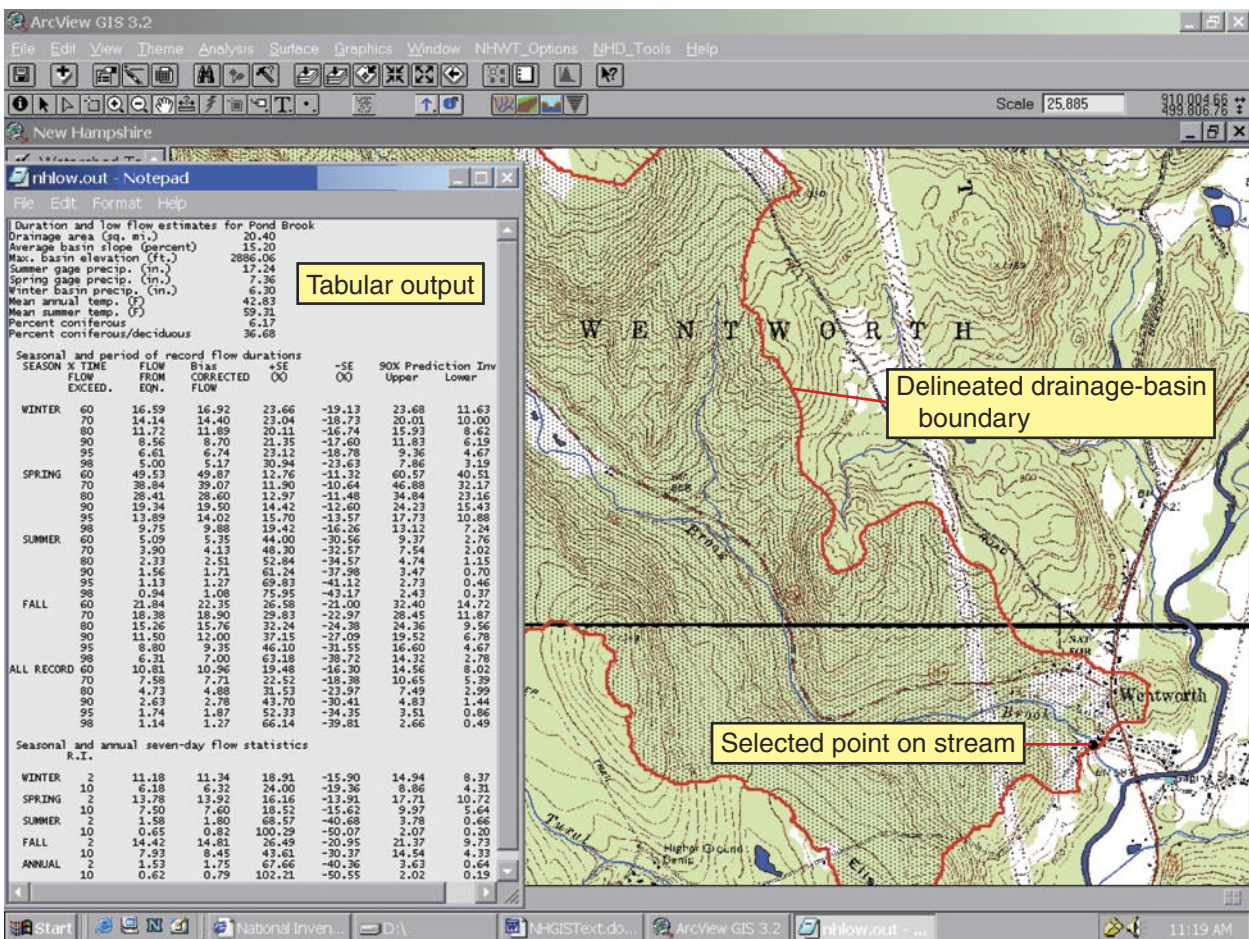 ArcView GIS 3.2
File Edit View Theme Analysis Surface Graphics Window NHWT_Options NHD_Tools Help
Scale 25,885
910,004.66
499,806.76
New Hampshire
nhlow.out - Notepad
File Edit Format Help
Duration and low flow estimates for Pond Brook
Drainage area (sq. mi.) 20.40
Average basin slope (percent) 15.20
Max. basin elevation (ft.) 2886.06
Summer gage precip. (in.) 17.24
Spring gage precip. (in.) 7.36
Winter basin precip. (in.) 6.30
Mean annual temp. (F) 42.83
Mean summer temp. (F) 59.31
Percent coniferous 6.17
Percent coniferous/deciduous 36.68
Tabular output
Seasonal and period of record flow durations
SEASON % TIME FLOW Bias +SE -SE 90% Prediction Inv
FLOW FROM CORRECTED (%) (%) Upper Lower
EXCEED. EQN. FLOW
WINTER 60 16.59 16.92 23.66 -19.13 23.68 11.63
70 14.14 14.40 23.04 -18.73 20.01 10.00
80 11.72 11.89 20.11 -16.74 15.93 8.62
90 8.56 8.70 21.35 -17.60 11.83 6.19
95 6.61 6.74 23.12 -18.78 9.36 4.67
98 5.00 5.17 30.94 -23.63 7.86 3.19
SPRING 60 49.53 49.87 12.76 -11.32 60.57 40.51
70 38.84 39.07 11.90 -10.64 46.88 32.17
80 28.41 28.60 12.97 -11.48 34.84 23.16
90 19.34 19.50 14.42 -12.60 24.23 15.43
95 13.89 14.02 15.70 -13.57 17.73 10.88
98 9.75 9.88 19.42 -16.26 13.12 7.24
SUMMER 60 5.09 5.35 44.00 -30.56 9.37 2.76
70 3.90 4.13 48.30 -32.57 7.54 2.02
80 2.33 2.51 52.84 -34.57 4.74 1.15
90 1.56 1.71 61.24 -37.98 3.47 0.70
95 1.13 1.27 69.83 -41.12 2.73 0.46
98 0.94 1.08 75.95 -43.17 2.43 0.37
FALL 60 21.84 22.35 26.58 -21.00 32.40 14.72
70 18.38 18.90 29.83 -22.97 28.45 11.87
80 15.26 15.76 32.24 -24.38 24.36 9.56
90 11.50 12.00 37.15 -27.09 19.52 6.78
95 8.80 9.35 46.10 -31.55 16.60 4.67
98 6.31 7.00 63.18 -38.72 14.32 2.78
ALL RECORD 60 10.81 10.96 19.48 -16.30 14.56 8.02
70 7.58 7.71 22.52 -18.38 10.65 5.39
80 4.73 4.88 31.53 -23.97 7.49 2.99
90 2.63 2.78 43.70 -30.41 4.83 1.44
95 1.74 1.87 52.33 -34.35 3.51 0.86
98 1.14 1.27 66.14 -39.81 2.66 0.49
Seasonal and annual seven-day flow statistics
R.I.
WINTER 2 11.18 11.34 18.91 -15.90 14.94 8.37
10 6.18 6.32 24.00 -19.36 8.86 4.31
SPRING 2 13.78 13.92 16.16 -13.91 17.71 10.72
10 7.50 7.60 18.52 -15.62 9.97 5.64
SUMMER 2 1.58 1.80 68.57 -40.68 3.78 0.66
10 0.65 0.82 100.29 -50.07 2.07 0.20
FALL 2 14.42 14.81 26.49 -20.95 21.37 9.73
10 7.93 8.45 43.61 -30.37 14.54 4.33
ANNUAL 2 1.53 1.75 67.66 -40.36 3.63 0.64
10 0.62 0.79 102.21 -50.55 2.02 0.19
WENTWORTH
Delineated drainage-basin
boundary
Brook
ROAD
Wentworth
Brook
Selected point on stream
Start National Inven... D:\ NHGISText.do... ArcView GIS 3.2 nhlow.out - ... 11:19 AM